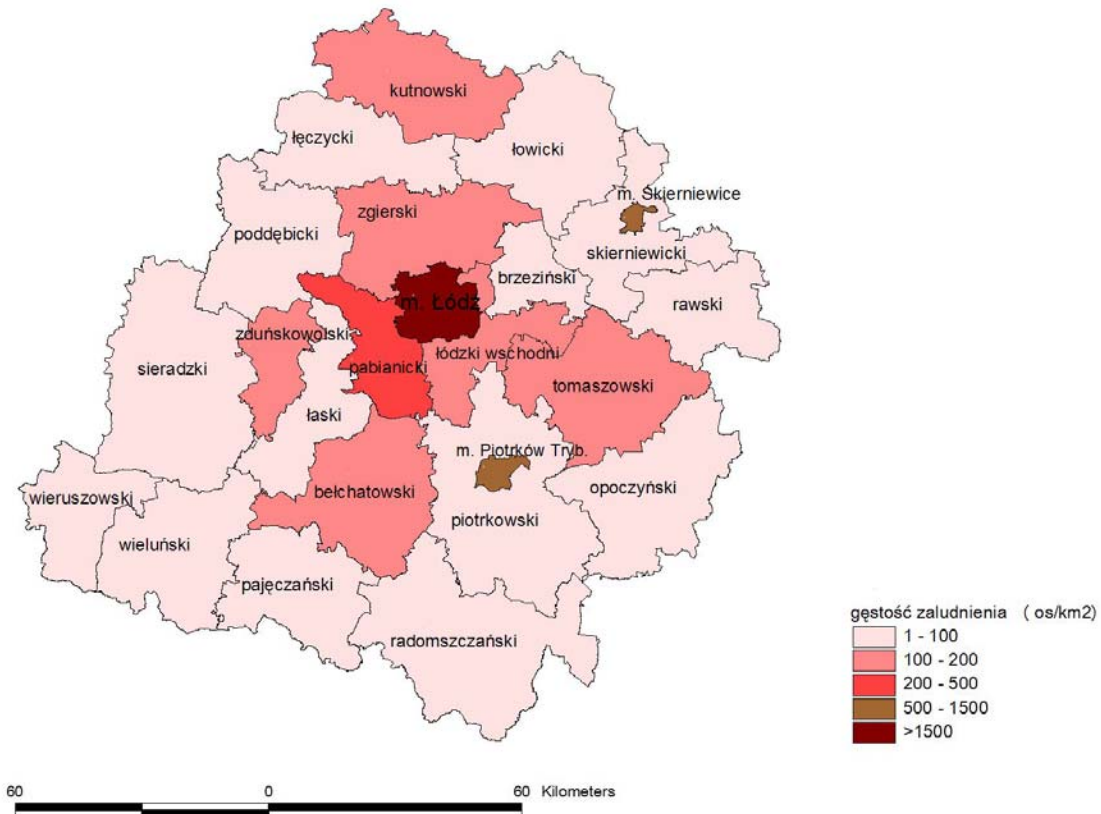 kutnowski
łęczycki
łowicki
m. Skierniewice
zgierski
poddębicki
skierniewicki
brzeziński
rawski
m. Łódź
zduńskowolski
łódzki wschodni
sieradzki
pabianicki
tomaszowski
łaski
m. Piotrków Tryb.
bełchatowski
opoczyński
wieruszowski
piotrkowski
wieluński
pajęczański
radomszczański
gęstość zaludnienia ( os/km2)
1 - 100
100 - 200
200 - 500
500 - 1500
>1500
60 0 60 Kilometers